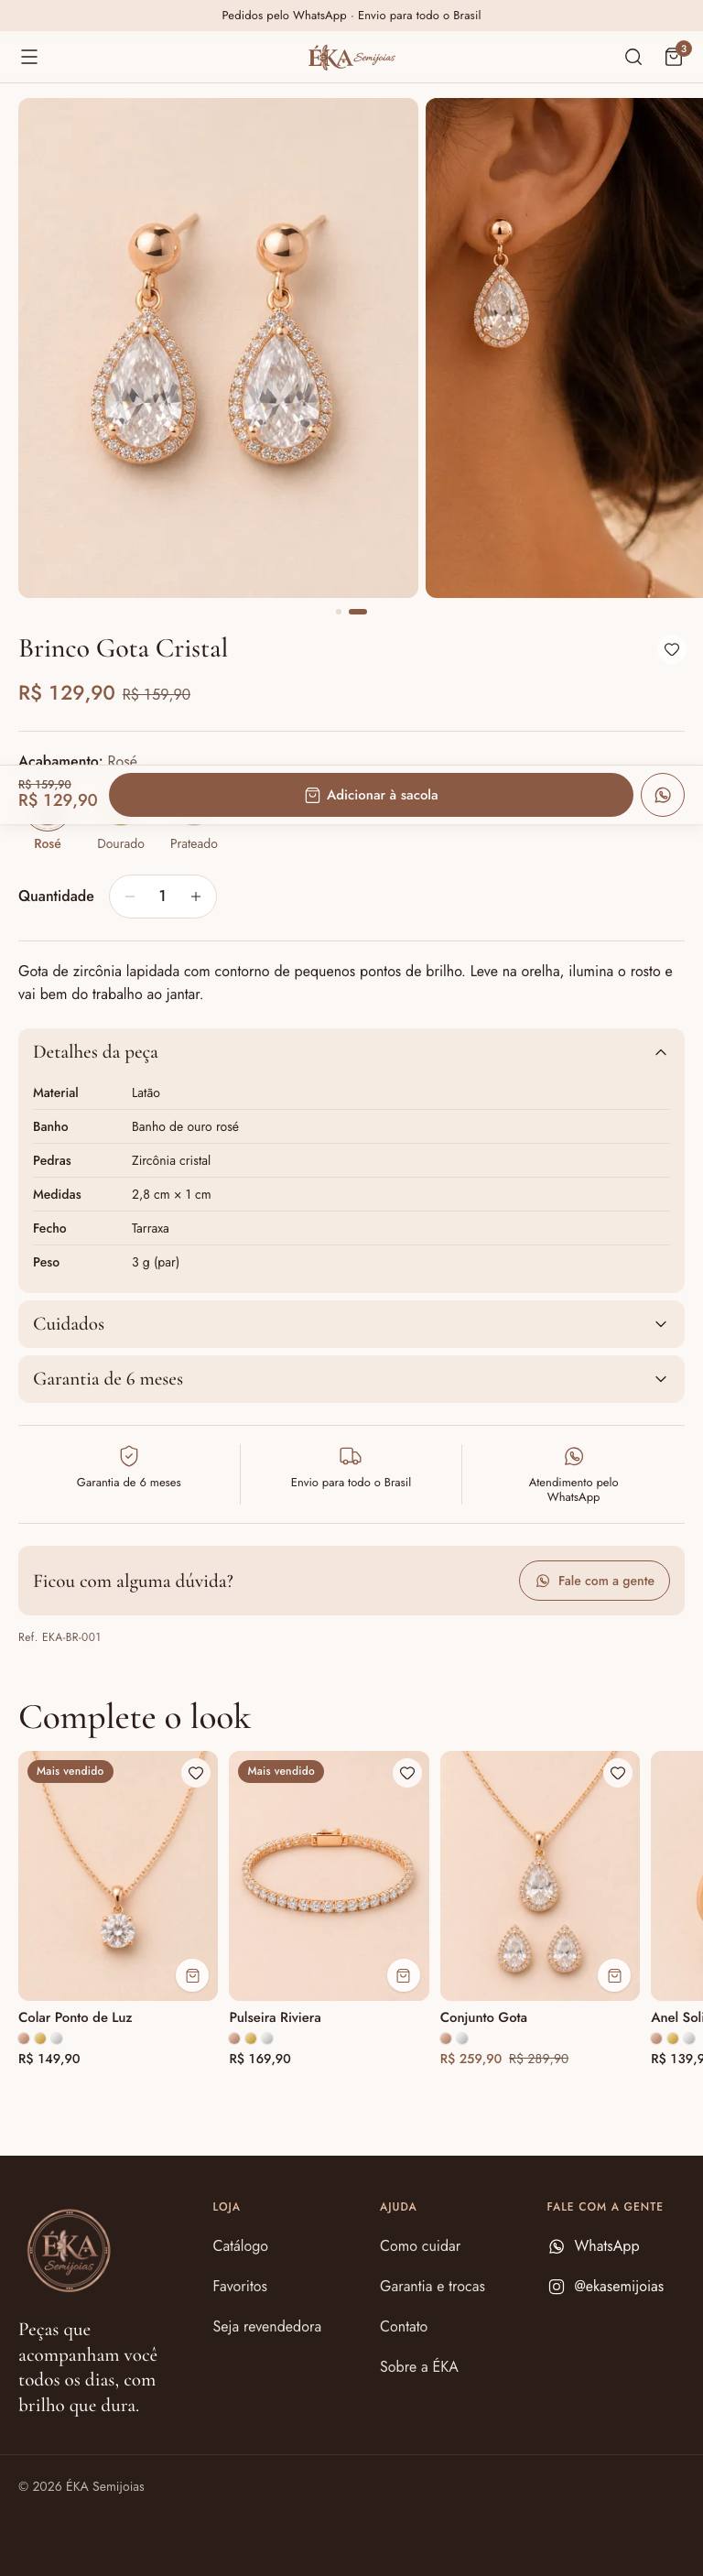 Pedidos pelo WhatsApp · Envio para todo o Brasil
ÉKA Semijoias
3
Brinco Gota Cristal
R$ 129,90 R$ 159,90
Acabamento: Rosé
R$ 159,90
R$ 129,90
Adicionar à sacola
Rosé Dourado Prateado
Quantidade − 1 +
Gota de zircônia lapidada com contorno de pequenos pontos de brilho. Leve na orelha, ilumina o rosto e
vai bem do trabalho ao jantar.
Detalhes da peça
Material Latão
Banho Banho de ouro rosé
Pedras Zircônia cristal
Medidas 2,8 cm × 1 cm
Fecho Tarraxa
Peso 3 g (par)
Cuidados
Garantia de 6 meses
Garantia de 6 meses
Envio para todo o Brasil
Atendimento pelo
WhatsApp
Ficou com alguma dúvida?
Fale com a gente
Ref. EKA-BR-001
Complete o look
Mais vendido
Colar Ponto de Luz
R$ 149,90
Mais vendido
Pulseira Riviera
R$ 169,90
Conjunto Gota
R$ 259,90 R$ 289,90
Anel Soli
R$ 139,9
ÉKA
Semijoias
Peças que
acompanham você
todos os dias, com
brilho que dura.
LOJA
Catálogo
Favoritos
Seja revendedora
AJUDA
Como cuidar
Garantia e trocas
Contato
Sobre a ÉKA
FALE COM A GENTE
WhatsApp
@ekasemijoias
© 2026 ÉKA Semijoias